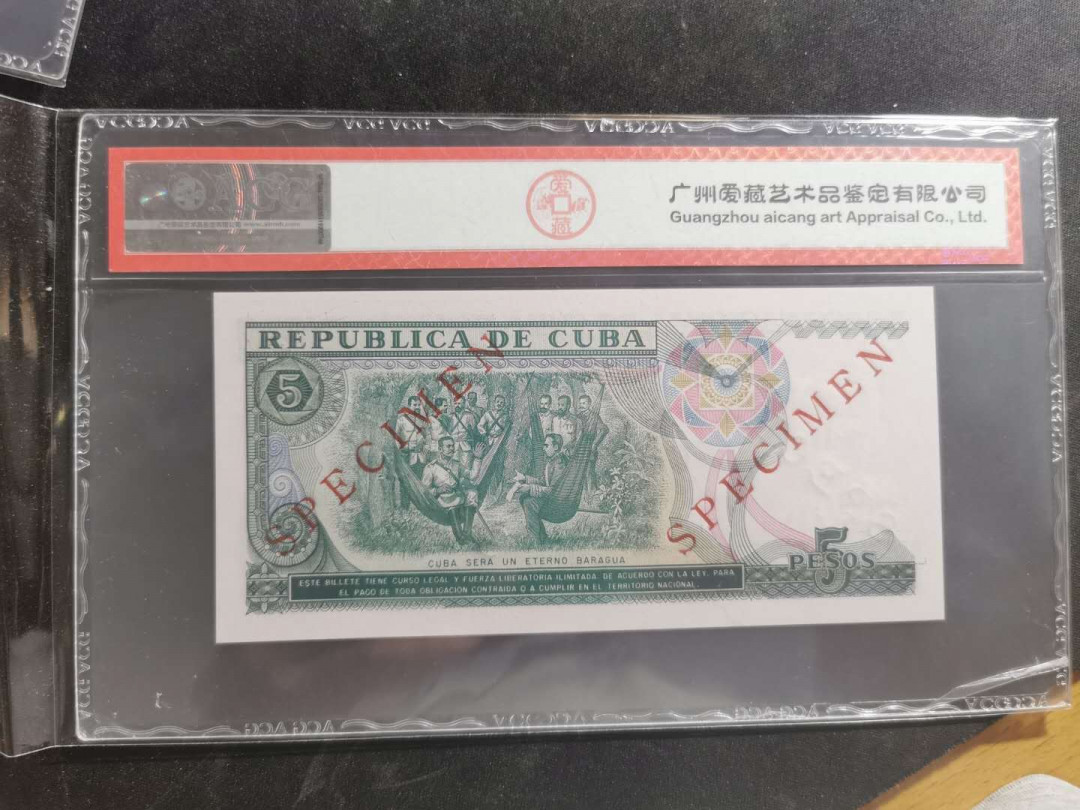 广州爱藏艺术品鉴定有限公司
Guangzhou aicang art Appraisal Co., Ltd.
爱
藏
REPUBLICA DE CUBA
5
SPECIMEN
SPECIMEN
CUBA SERA UN ETERNO BARAGUA
5
PESOS
ESTE BILLETE TIENE CURSO LEGAL Y FUERZA LIBERATORIA ILIMITADA, DE ACUERDO CON LA LEY, PARA
EL PAGO DE TODA OBLIGACION CONTRAIDA O A CUMPLIR EN EL TERRITORIO NACIONAL